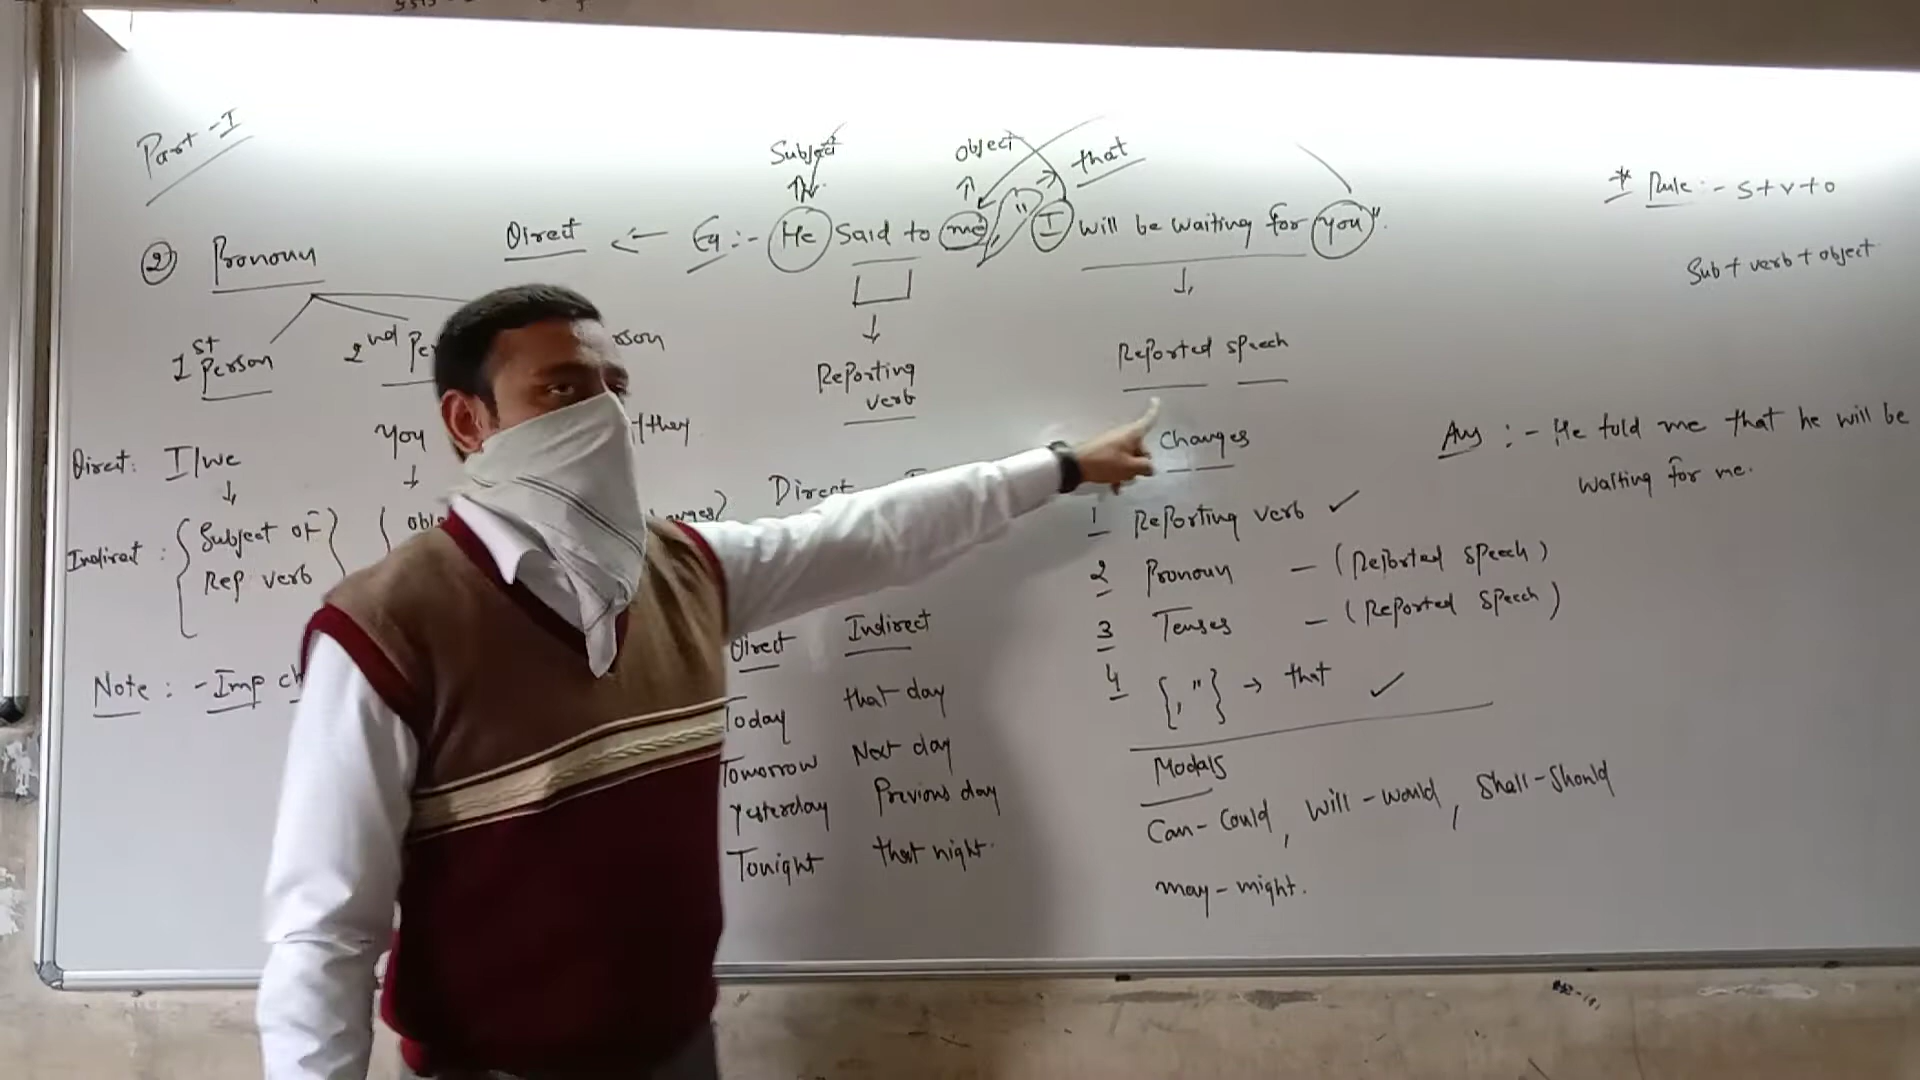 Part - I
Subject
object
that
* Rule :- S+V+O
Direct ← Eg :- He Said to me, " I will be waiting for you".
② Pronoun
Sub + verb + object
1st Person
2nd Pe
rson
Reporting verb
Reported speech
changes
Ans :- He told me that he will be
waiting for me.
Direct: I/we
You
they
Direct
Indirect : { Subject of
Rep verb }
1 Reporting verb ✓
2 Pronoun - (Reported speech)
3 Tenses - (Reported speech)
4 { , " } → that ✓
Note : - Imp ch
Direct Indirect
Today that day
Tomorrow Next day
Yesterday Previous day
Tonight that night.
Modals
Can - Could, will - would, Shall - Should
may - might.